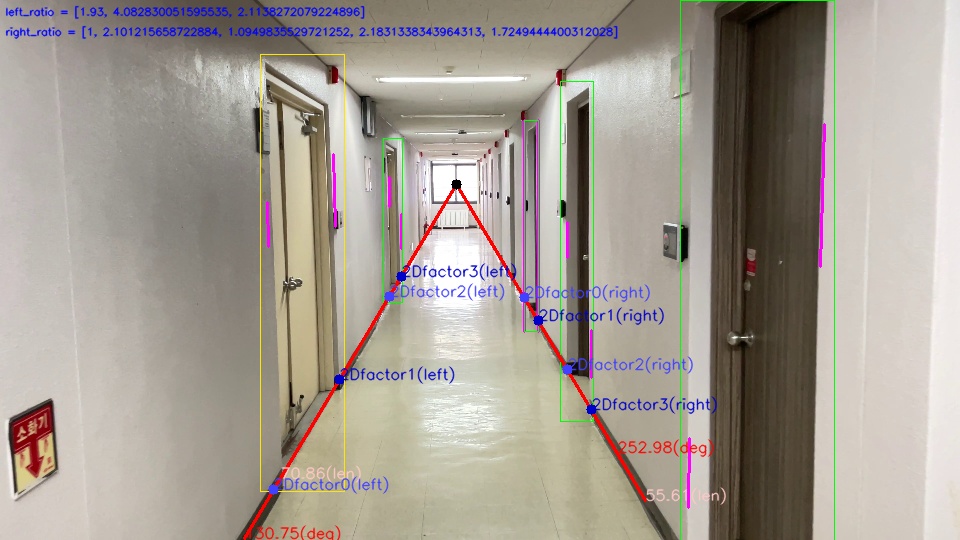 left_ratio = [1.93, 4.082830051595535, 2.1138272079224896]
right_ratio = [1, 2.101215658722884, 1.0949835529721252, 2.1831338343964313, 1.7249444400312028]
2Dfactor3(left)
2Dfactor2(left)
2Dfactor0(right)
2Dfactor1(right)
2Dfactor2(right)
2Dfactor1(left)
2Dfactor3(right)
소화기
252.98(deg)
70.86(len)
2Dfactor0(left)
55.61(len)
30.75(deg)